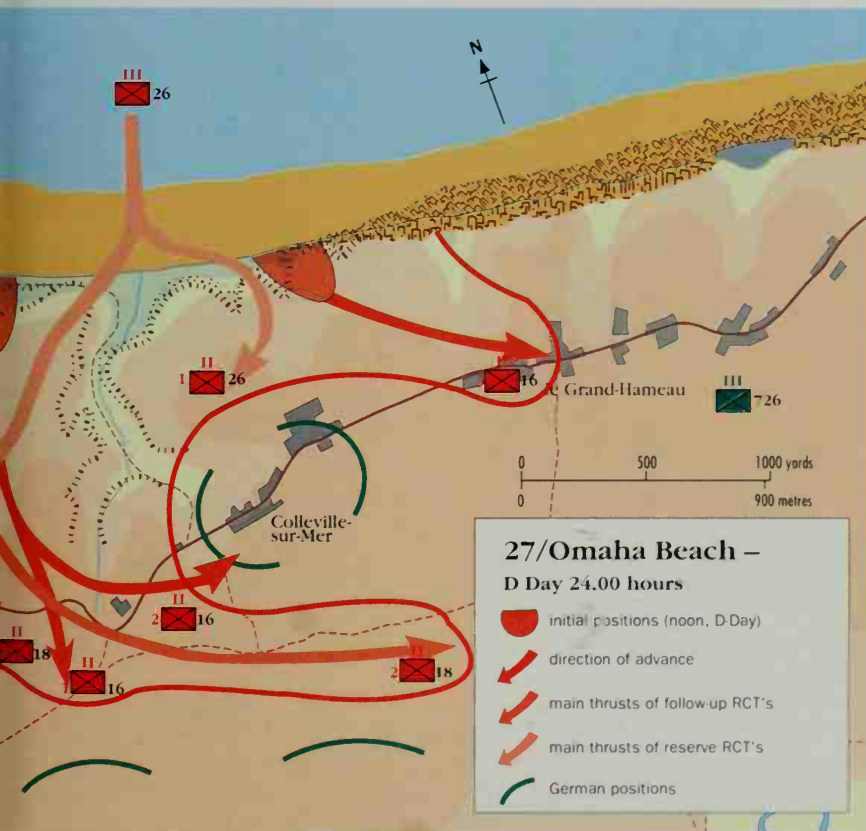 N
III
26
II
1 26
I
16
le Grand-Hameau
III
726
0 500 1000 yards
0 900 metres
Colleville-
sur-Mer
27/Omaha Beach –
D Day 24.00 hours
initial positions (noon, D-Day)
direction of advance
main thrusts of follow-up RCT's
main thrusts of reserve RCT's
German positions
II
2 16
II
18
II
2 18
II
1 16